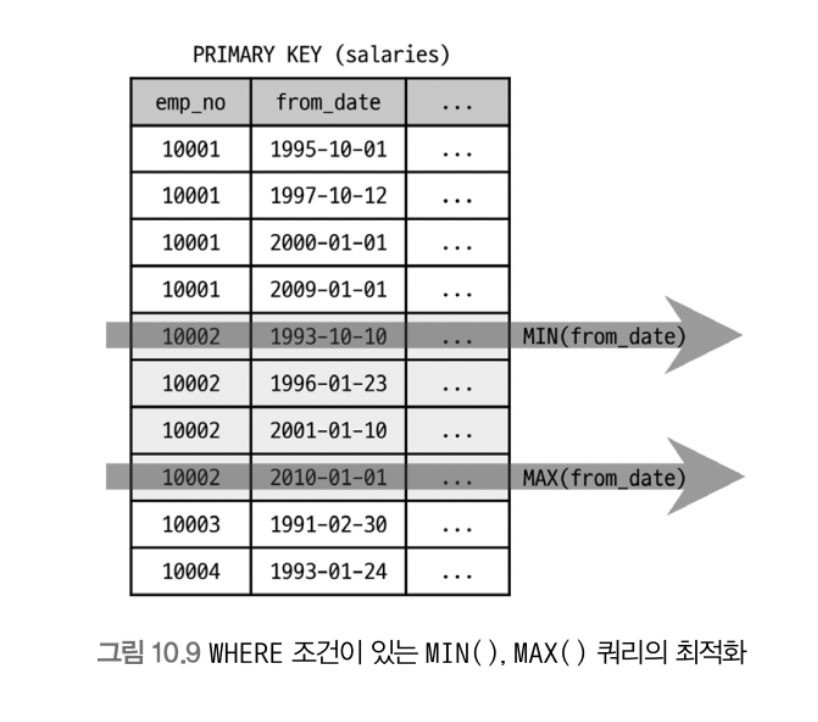 PRIMARY KEY (salaries)
emp_no from_date ...
10001 1995-10-01 ...
10001 1997-10-12 ...
10001 2000-01-01 ...
10001 2009-01-01 ...
10002 1993-10-10 ... MIN(from_date)
10002 1996-01-23 ...
10002 2001-01-10 ...
10002 2010-01-01 ... MAX(from_date)
10003 1991-02-30 ...
10004 1993-01-24 ...
그림 10.9 WHERE 조건이 있는 MIN(), MAX() 쿼리의 최적화